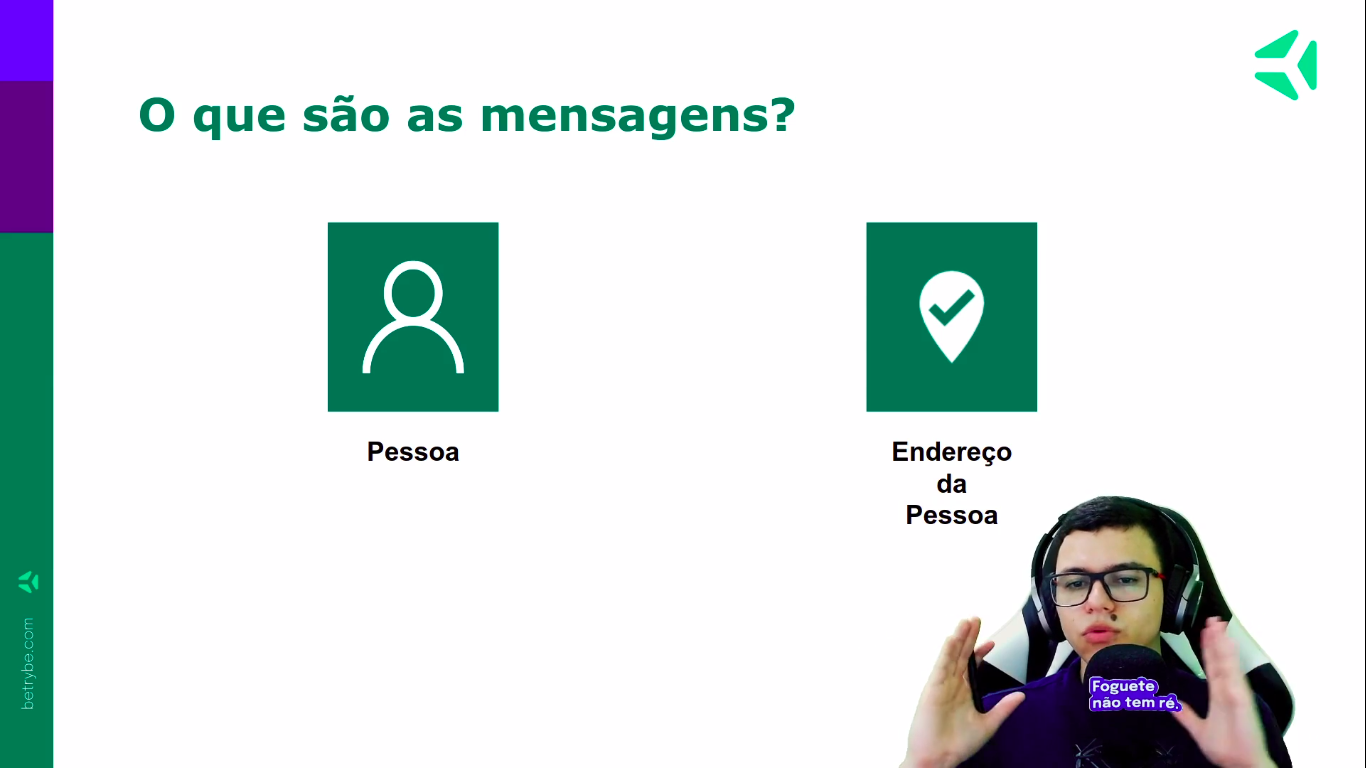 O que são as mensagens?
Pessoa
Endereço
da
Pessoa
betrybe.com
Foguete
não tem ré.